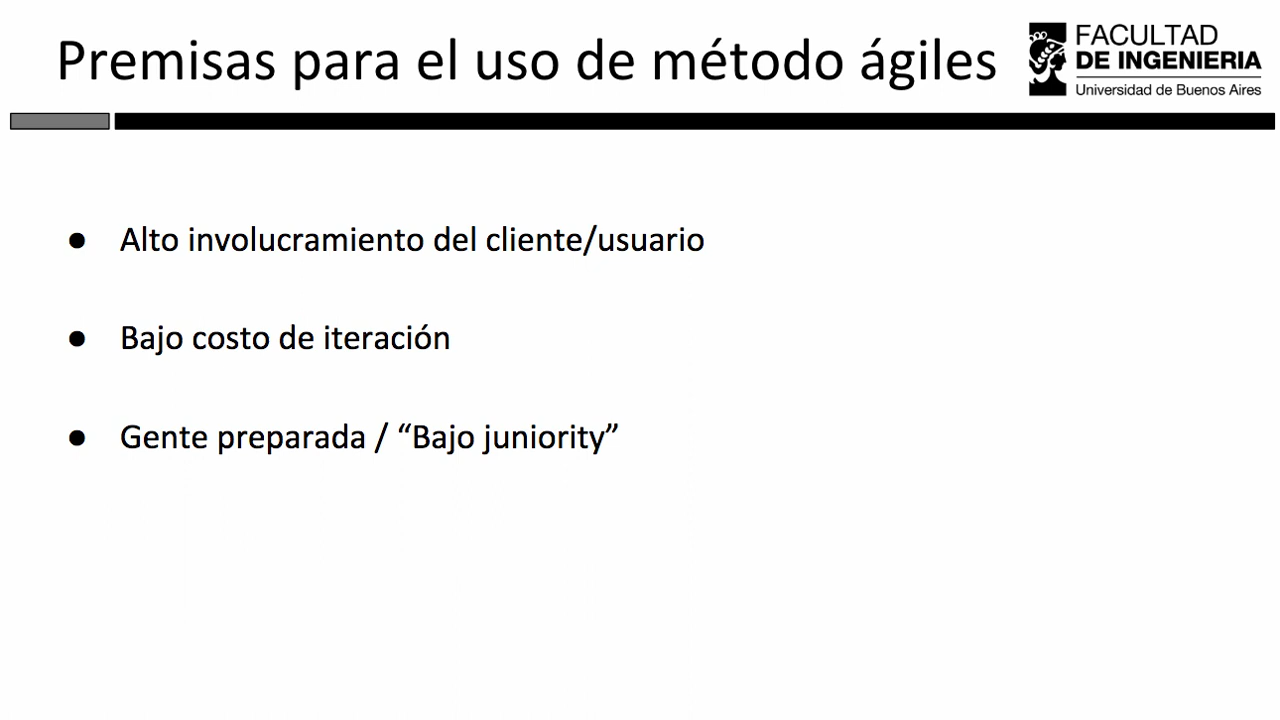 Premisas para el uso de método ágiles
FACULTAD
DE INGENIERIA
Universidad de Buenos Aires
● Alto involucramiento del cliente/usuario
● Bajo costo de iteración
● Gente preparada / “Bajo juniority”